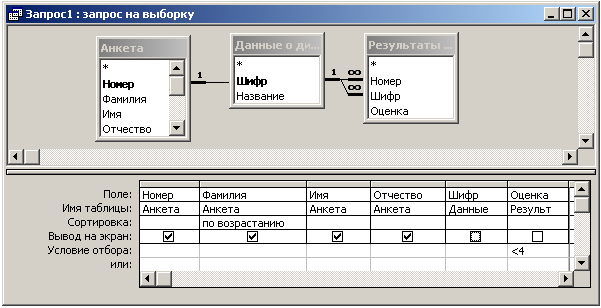 Запрос1 : запрос на выборку
Анкета
*
Номер
Фамилия
Имя
Отчество
1
Данные о ди...
*
Шифр
Название
1
∞
∞
Результаты ...
*
Номер
Шифр
Оценка
Поле: Номер Фамилия Имя Отчество Шифр Оценка
Имя таблицы: Анкета Анкета Анкета Анкета Данные Результ
Сортировка: по возрастанию
Вывод на экран:
Условие отбора: <4
или: